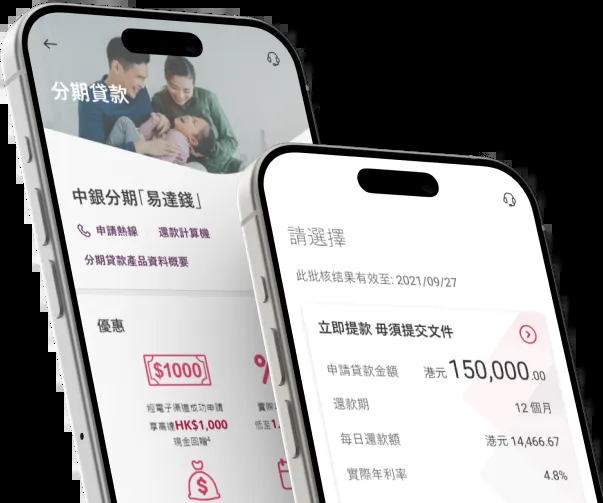 分期貸款
中銀分期「易達錢」
申請熱線 還款計算機
分期貸款產品資料概要
優惠
$1000
%
經電子渠道成功申請
享高達HK$1,000
現金回贈
低至1.
$
請選擇
此批核結果有效至: 2021/09/27
立即提款 毋須提交文件
申請貸款金額 港元 150,000.00
還款期 12 個月
每日還款額 港元 14,466.67
實際年利率 4.8%